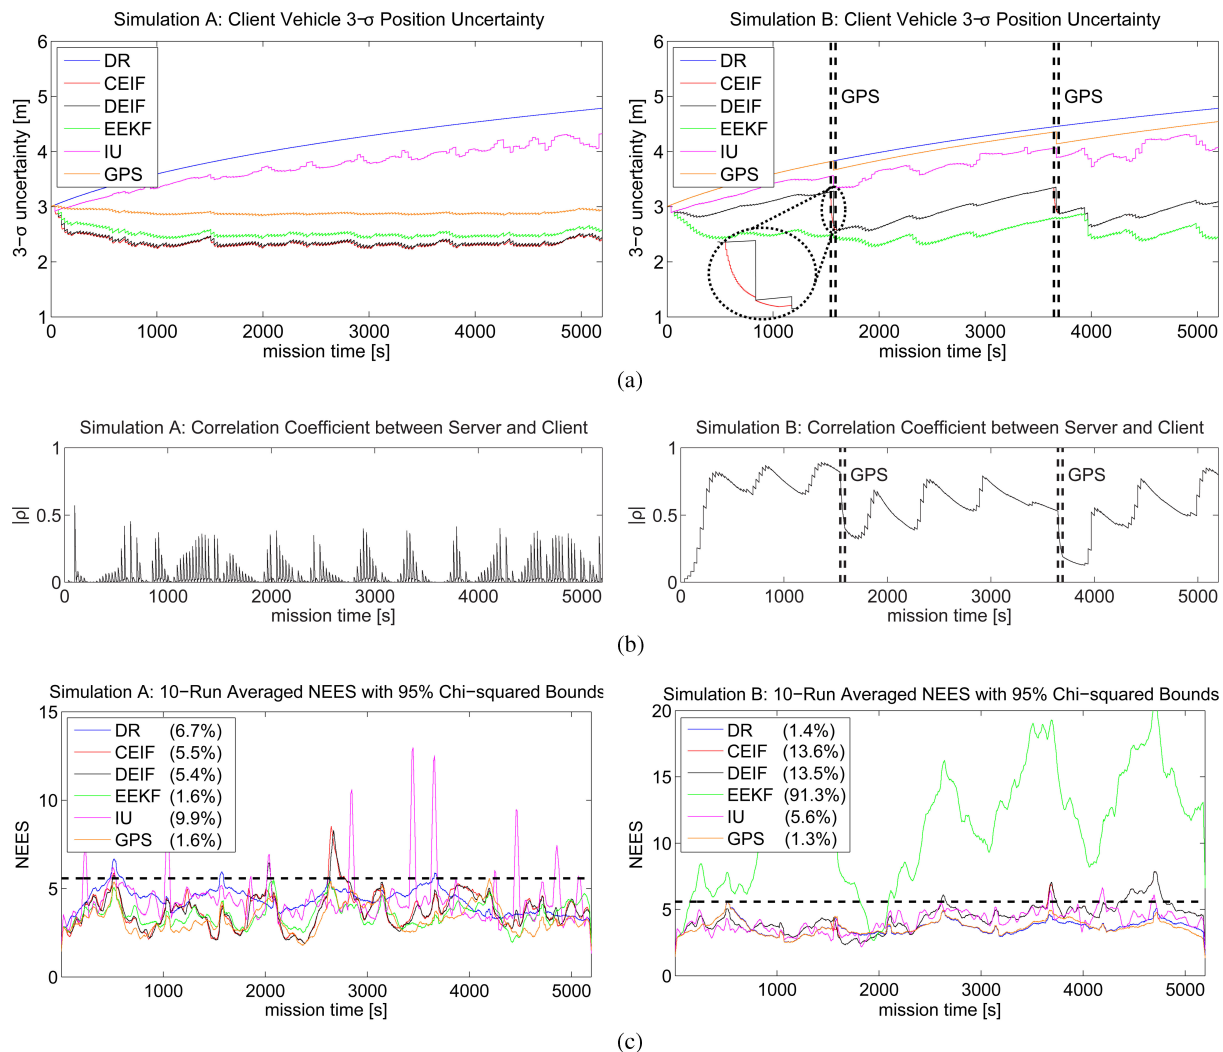 Simulation A: Client Vehicle 3−σ Position Uncertainty
6
5
4
3
2
1
3−σ uncertainty [m]
DR
CEIF
DEIF
EEKF
IU
GPS
0 1000 2000 3000 4000 5000
mission time [s]
Simulation B: Client Vehicle 3−σ Position Uncertainty
6
5
4
3
2
1
3−σ uncertainty [m]
DR
CEIF
DEIF
EEKF
IU
GPS
GPS
GPS
0 1000 2000 3000 4000 5000
mission time [s]
(a)
Simulation A: Correlation Coefficient between Server and Client
1
0.5
0
|ρ|
0 1000 2000 3000 4000 5000
mission time [s]
Simulation B: Correlation Coefficient between Server and Client
1
0.5
0
|ρ|
GPS
GPS
0 1000 2000 3000 4000 5000
mission time [s]
(b)
Simulation A: 10−Run Averaged NEES with 95% Chi−squared Bounds
15
10
5
0
NEES
DR (6.7%)
CEIF (5.5%)
DEIF (5.4%)
EEKF (1.6%)
IU (9.9%)
GPS (1.6%)
1000 2000 3000 4000 5000
mission time [s]
Simulation B: 10−Run Averaged NEES with 95% Chi−squared Bounds
20
15
10
5
0
NEES
DR (1.4%)
CEIF (13.6%)
DEIF (13.5%)
EEKF (91.3%)
IU (5.6%)
GPS (1.3%)
1000 2000 3000 4000 5000
mission time [s]
(c)